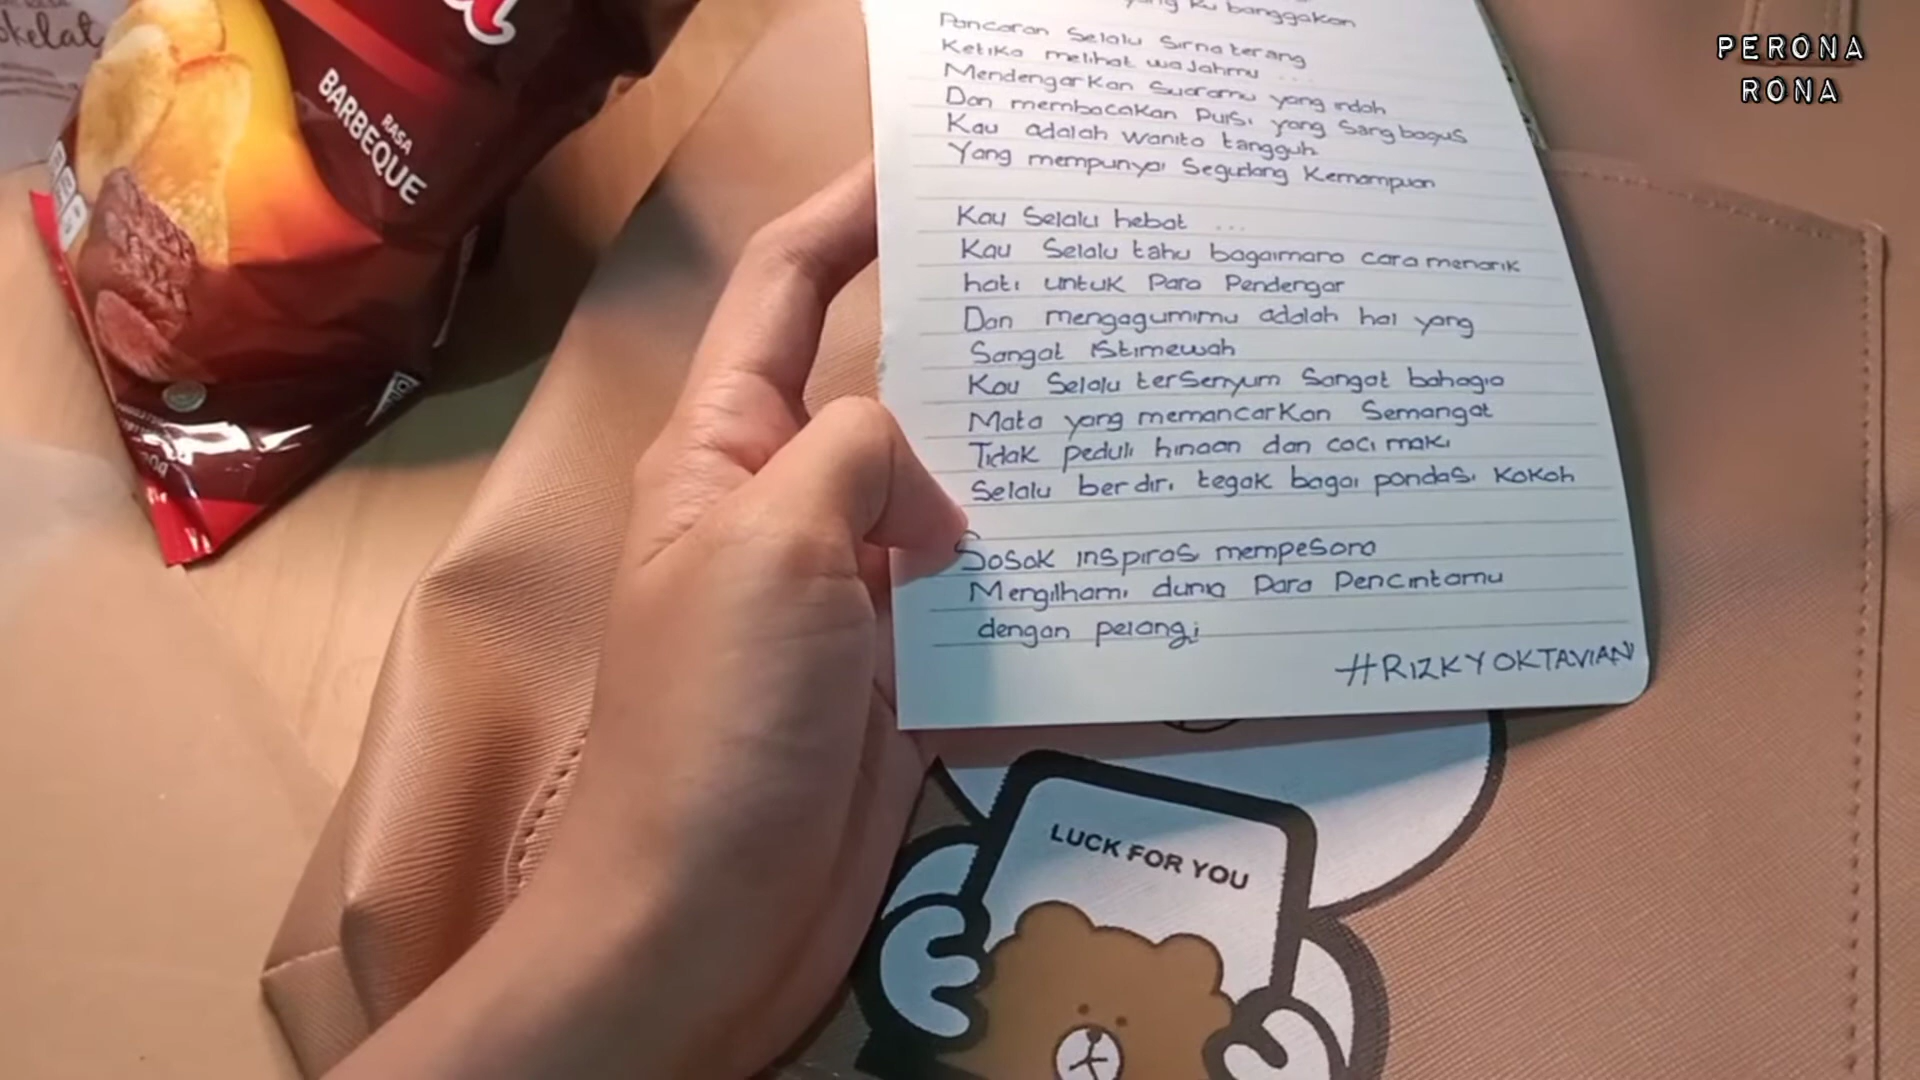 okelat
RASA
BARBEQUE
PERONA
RONA
yang ku banggakan
Pancaran Selalu Sirna terang
Ketika melihat wajahmu ...
Mendengarkan Suaramu yang indah
Dan membacakan Puisi yang Sang bagus
Kau adalah wanita tangguh
Yang mempunyai Segudang Kemampuan
Kau Selalu hebat ...
Kau Selalu tahu bagaimana cara menarik
hati untuk Para Pendengar
Dan mengagumimu adalah hal yang
Sangat iStimewah
Kau Selalu terSenyum Sangat bahagia
Mata yang memancarkan Semangat
Tidak peduli hinaan dan caci maki
Selalu berdiri tegak bagai pondasi kokoh
Sosok inspirasi mempesona
Mengilhami dunia Para Pencintamu
dengan pelangi
#RIZKYOKTAVIAN
LUCK FOR YOU